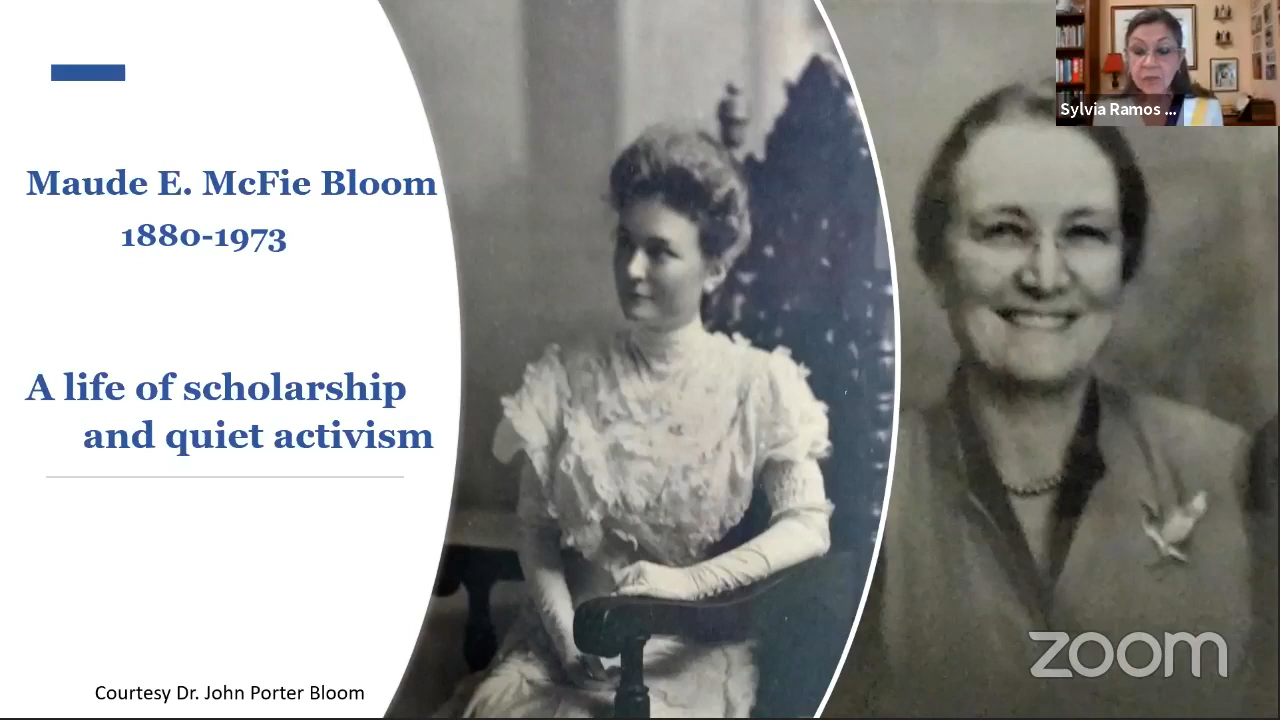 Maude E. McFie Bloom
1880-1973
A life of scholarship
and quiet activism
Courtesy Dr. John Porter Bloom
Sylvia Ramos ...
zoom